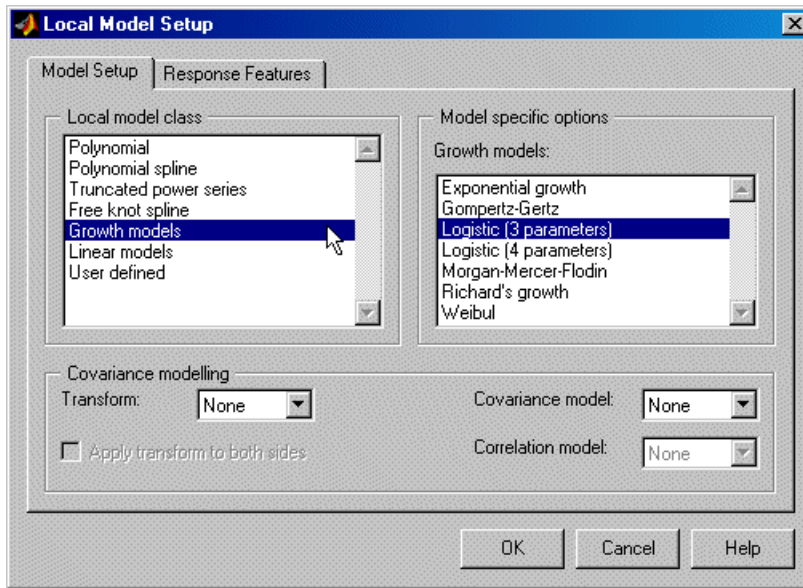 Local Model Setup
Model Setup
Response Features
Local model class
Polynomial
Polynomial spline
Truncated power series
Free knot spline
Growth models
Linear models
User defined
Model specific options
Growth models:
Exponential growth
Gompertz-Gertz
Logistic (3 parameters)
Logistic (4 parameters)
Morgan-Mercer-Flodin
Richard's growth
Weibul
Covariance modelling
Transform:
None
Apply transform to both sides
Covariance model:
None
Correlation model:
None
OK
Cancel
Help